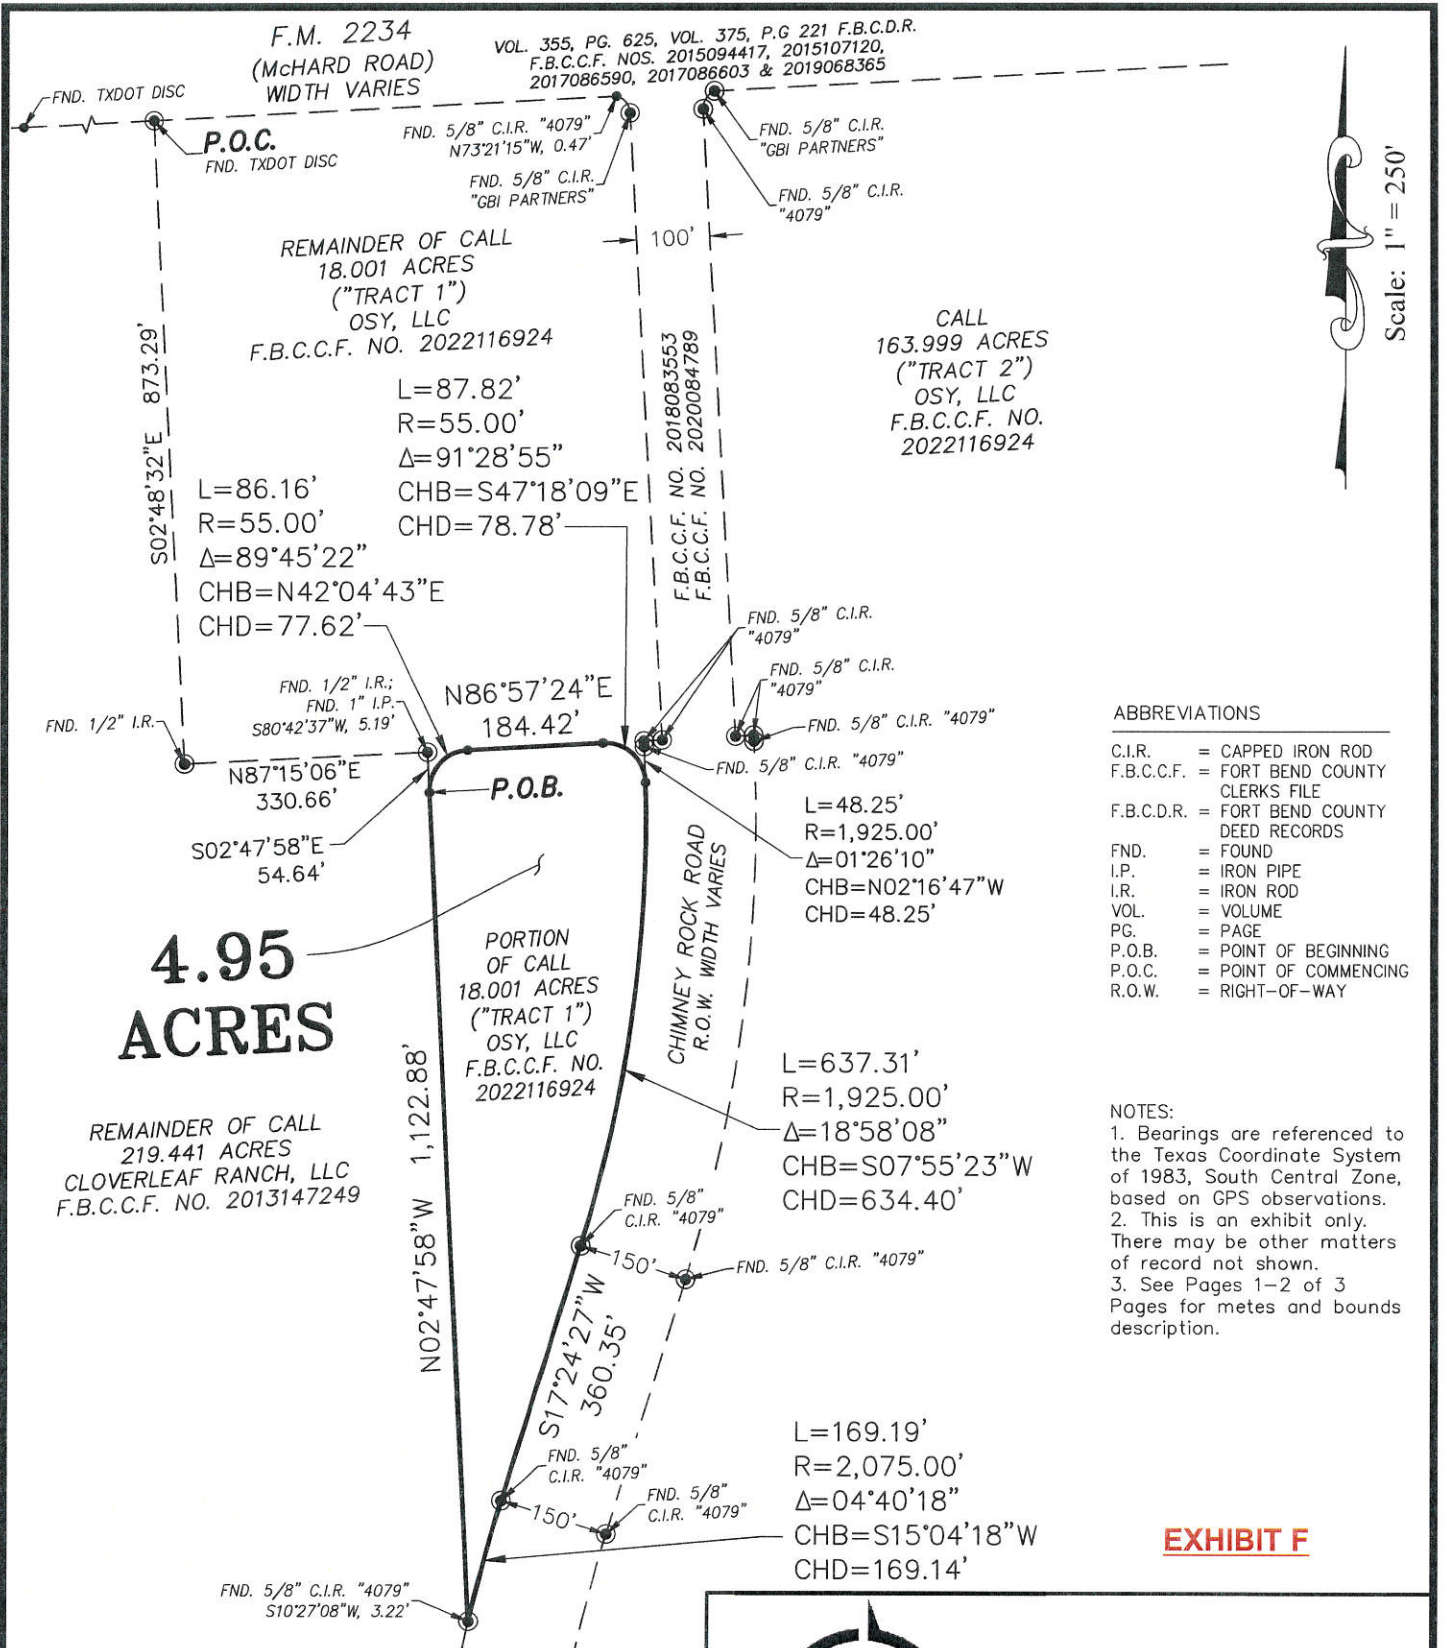 F.M. 2234
(McHARD ROAD)
WIDTH VARIES
VOL. 355, PG. 625, VOL. 375, P.G 221 F.B.C.D.R.
F.B.C.C.F. NOS. 2015094417, 2015107120,
2017086590, 2017086603 & 2019068365
FND. TXDOT DISC
P.O.C.
FND. TXDOT DISC
FND. 5/8" C.I.R. "4079"
N73°21'15"W, 0.47'
FND. 5/8" C.I.R.
"GBI PARTNERS"
FND. 5/8" C.I.R.
"GBI PARTNERS"
FND. 5/8" C.I.R.
"4079"
100'
Scale: 1" = 250'
REMAINDER OF CALL
18.001 ACRES
("TRACT 1")
OSY, LLC
F.B.C.C.F. NO. 2022116924
CALL
163.999 ACRES
("TRACT 2")
OSY, LLC
F.B.C.C.F. NO.
2022116924
S02°48'32"E 873.29'
F.B.C.C.F. NO. 2018083553
F.B.C.C.F. NO. 2020084789
L=87.82'
R=55.00'
Δ=91°28'55"
CHB=S47°18'09"E
CHD=78.78'
L=86.16'
R=55.00'
Δ=89°45'22"
CHB=N42°04'43"E
CHD=77.62'
FND. 5/8" C.I.R.
"4079"
FND. 5/8" C.I.R.
"4079"
FND. 5/8" C.I.R. "4079"
FND. 5/8" C.I.R. "4079"
FND. 1/2" I.R.;
FND. 1" I.P.
S80°42'37"W, 5.19'
FND. 1/2" I.R.
N86°57'24"E
184.42'
N87°15'06"E
330.66'
P.O.B.
S02°47'58"E
54.64'
L=48.25'
R=1,925.00'
Δ=01°26'10"
CHB=N02°16'47"W
CHD=48.25'
CHIMNEY ROCK ROAD
R.O.W. WIDTH VARIES
ABBREVIATIONS
C.I.R. = CAPPED IRON ROD
F.B.C.C.F. = FORT BEND COUNTY
CLERKS FILE
F.B.C.D.R. = FORT BEND COUNTY
DEED RECORDS
FND. = FOUND
I.P. = IRON PIPE
I.R. = IRON ROD
VOL. = VOLUME
PG. = PAGE
P.O.B. = POINT OF BEGINNING
P.O.C. = POINT OF COMMENCING
R.O.W. = RIGHT-OF-WAY
4.95
ACRES
PORTION
OF CALL
18.001 ACRES
("TRACT 1")
OSY, LLC
F.B.C.C.F. NO.
2022116924
REMAINDER OF CALL
219.441 ACRES
CLOVERLEAF RANCH, LLC
F.B.C.C.F. NO. 2013147249
N02°47'58"W 1,122.88'
L=637.31'
R=1,925.00'
Δ=18°58'08"
CHB=S07°55'23"W
CHD=634.40'
NOTES:
1. Bearings are referenced to
the Texas Coordinate System
of 1983, South Central Zone,
based on GPS observations.
2. This is an exhibit only.
There may be other matters
of record not shown.
3. See Pages 1-2 of 3
Pages for metes and bounds
description.
FND. 5/8"
C.I.R. "4079"
150'
FND. 5/8" C.I.R. "4079"
S17°24'27"W
360.35'
FND. 5/8"
C.I.R. "4079"
150'
FND. 5/8"
C.I.R. "4079"
L=169.19'
R=2,075.00'
Δ=04°40'18"
CHB=S15°04'18"W
CHD=169.14'
EXHIBIT F
FND. 5/8" C.I.R. "4079"
S10°27'08"W, 3.22'